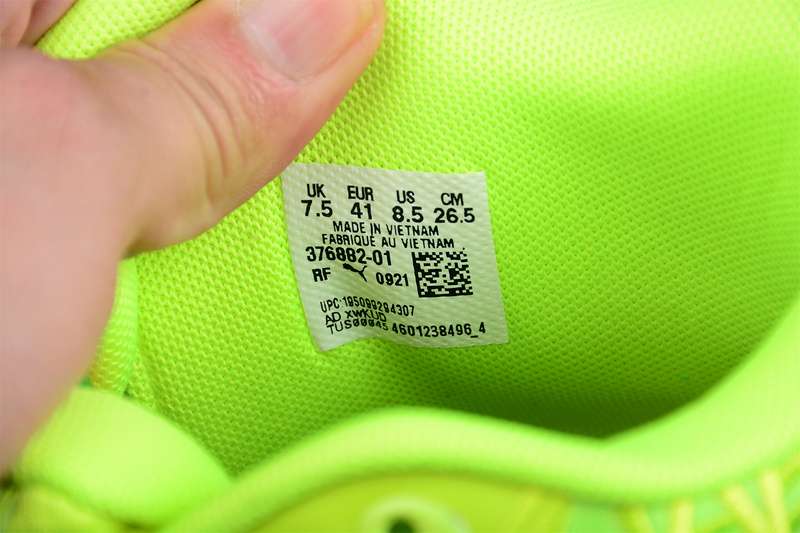 UK EUR US CM
7.5 41 8.5 26.5
MADE IN VIETNAM
FABRIQUÉ AU VIETNAM
376882-01
RF 0921
UPC:195099294307
AD XWKUD
TUS00045 4601238496_4